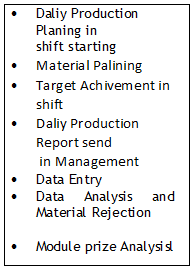 • Daliy Production
Planing in
shift starting
• Material Palining
• Target Achivement in
shift
• Daliy Production
Report send
in Management
• Data Entry
• Data Analysis and
Material Rejection
• Module prize Analysisl